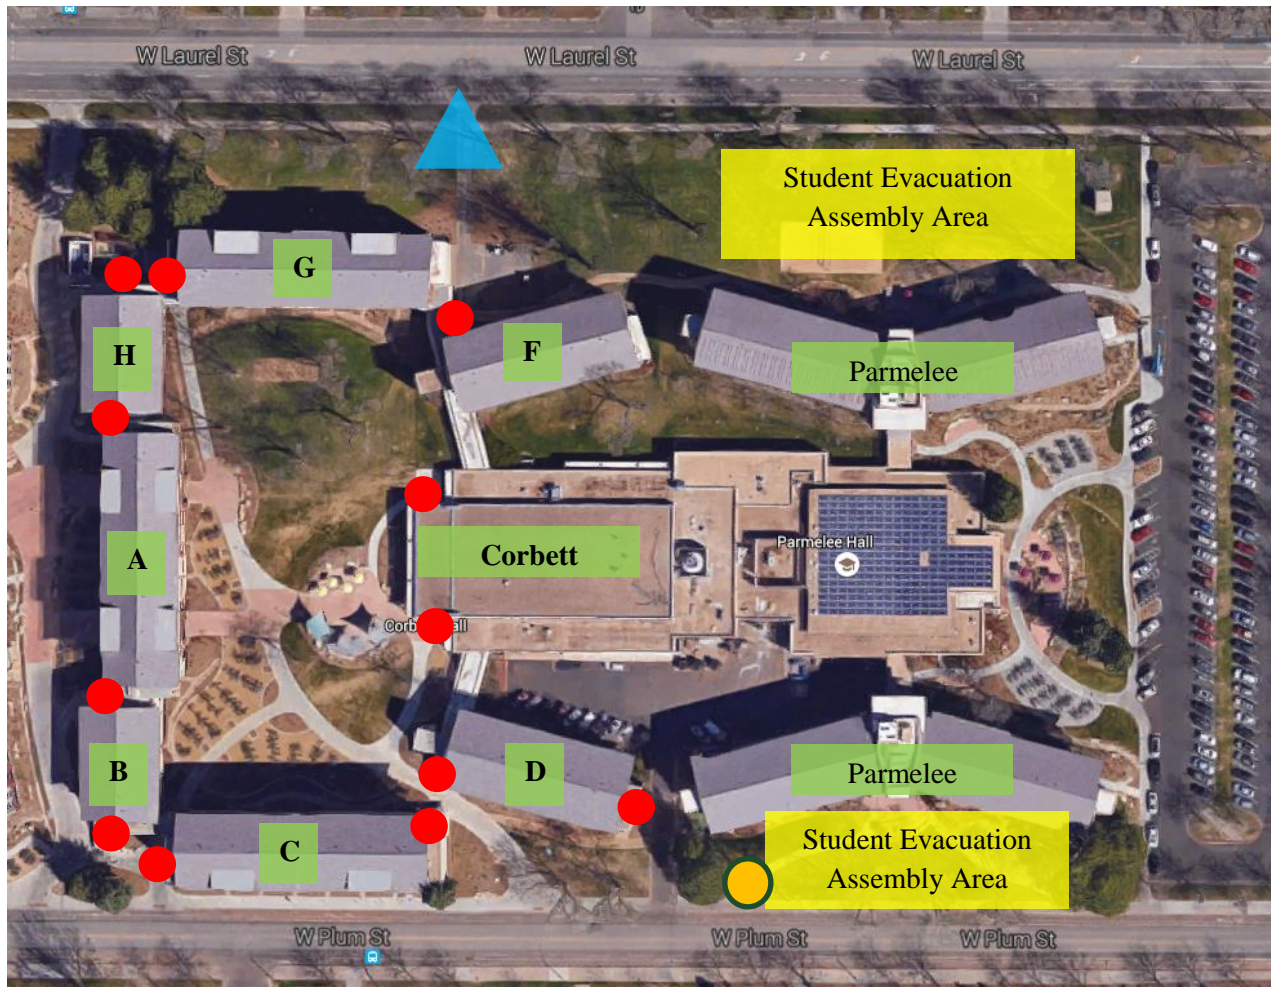 W Laurel St
W Laurel St
W Laurel St
Student Evacuation
Assembly Area
G
H
F
Parmelee
A
Corbett
Parmelee Hall
B
D
Parmelee
C
Student Evacuation
Assembly Area
W Plum St
W Plum St
W Plum St